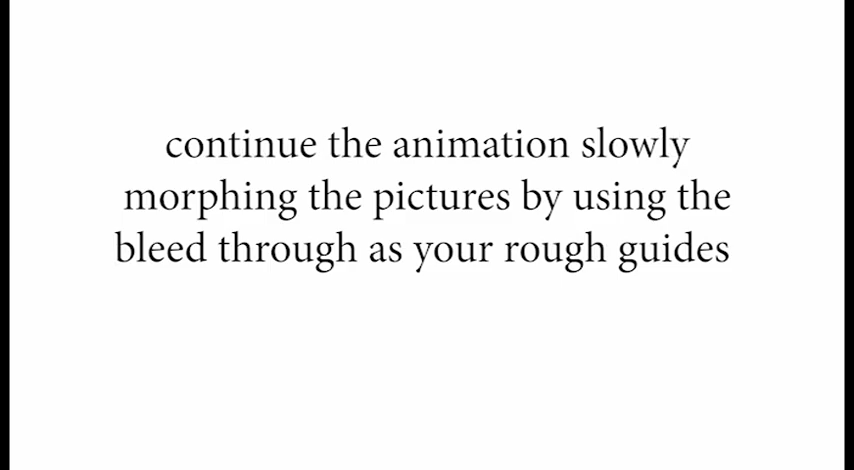 continue the animation slowly
morphing the pictures by using the
bleed through as your rough guides